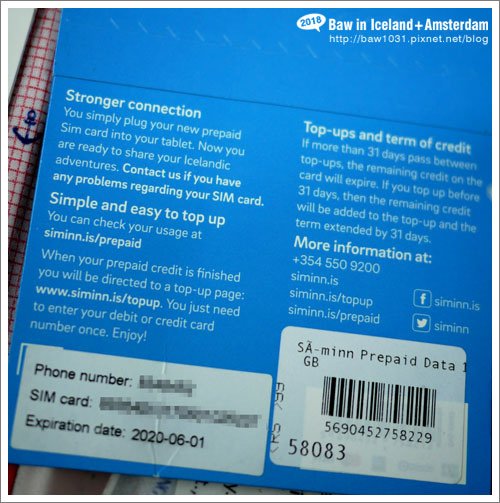 2016
Baw in Iceland+Amsterdam
http://baw1031.pixnet.net/blog
Stronger connection
You simply plug your new prepaid
Sim card into your tablet. Now you
are ready to share your Icelandic
adventures. Contact us if you have
any problems regarding your SIM card.
Simple and easy to top up
You can check your usage at
siminn.is/prepaid
When your prepaid credit is finished
you will be directed to a top-up page:
www.siminn.is/topup. You just need
to enter your debit or credit card
number once. Enjoy!
Top-ups and term of credit
If more than 31 days pass between
top-ups, the remaining credit on the
card will expire. If you top up before
31 days, then the remaining credit
will be added to the top-up and the
term extended by 31 days.
More information at:
+354 550 9200
siminn.is
siminn.is/topup
siminn.is/prepaid
f siminn.is
siminn
Phone number:
SIM card:
Expiration date: 2020-06-01
SÃ-minn Prepaid Data 1
GB
5690452758229
58083